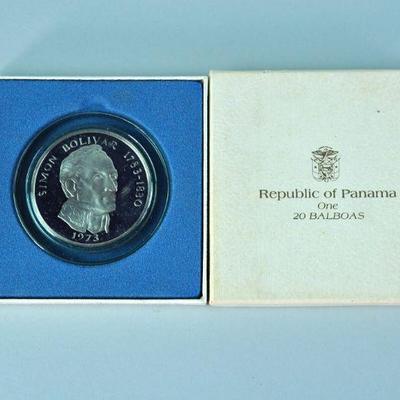 SIMON BOLIVAR 1783-1830
1973
Republic of Panama
One
20 BALBOAS